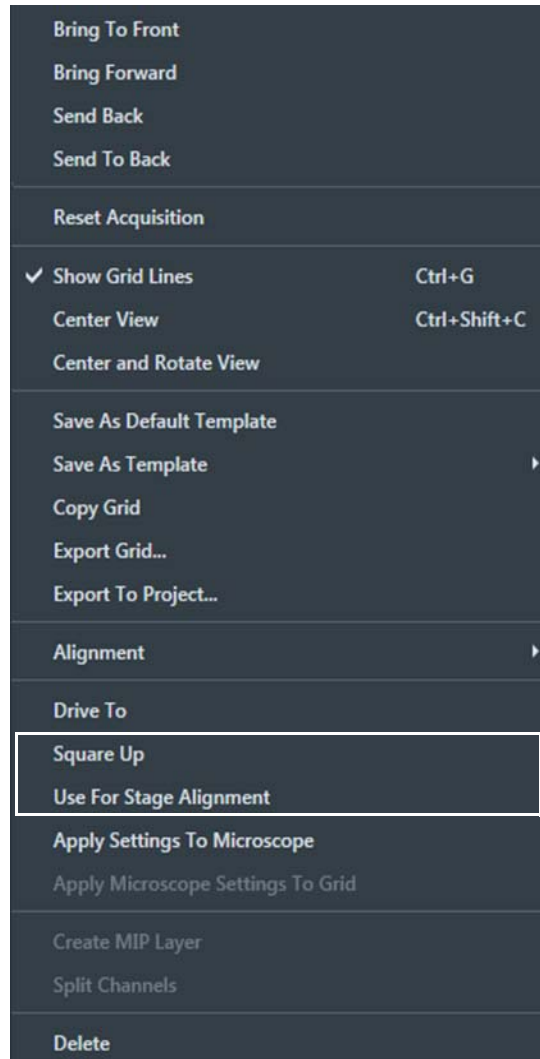 Bring To Front
Bring Forward
Send Back
Send To Back
Reset Acquisition
Show Grid Lines Ctrl+G
Center View Ctrl+Shift+C
Center and Rotate View
Save As Default Template
Save As Template
Copy Grid
Export Grid...
Export To Project...
Alignment
Drive To
Square Up
Use For Stage Alignment
Apply Settings To Microscope
Apply Microscope Settings To Grid
Create MIP Layer
Split Channels
Delete